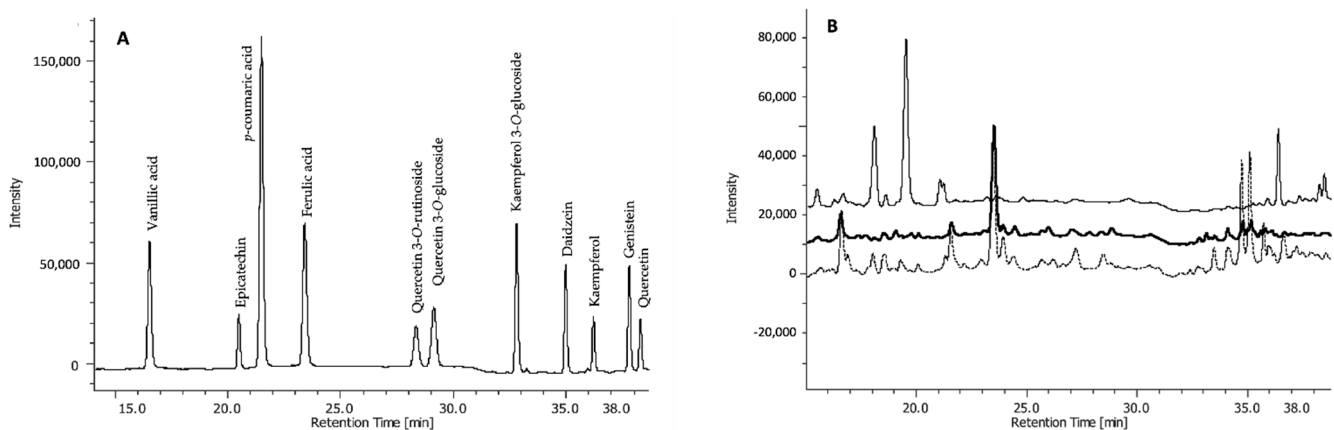 A
150,000
100,000
50,000
0
Intensity
Vanillic acid
Epicatechin
p-coumaric acid
Ferulic acid
Quercetin 3-O-rutinoside
Quercetin 3-O-glucoside
Kaempferol 3-O-glucoside
Daidzein
Kaempferol
Genistein
Quercetin
15.0 20.0 25.0 30.0 35.0 38.0
Retention Time [min]
B
80,000
60,000
40,000
20,000
0
-20,000
Intensity
20.0 25.0 30.0 35.0 38.0
Retention Time [min]